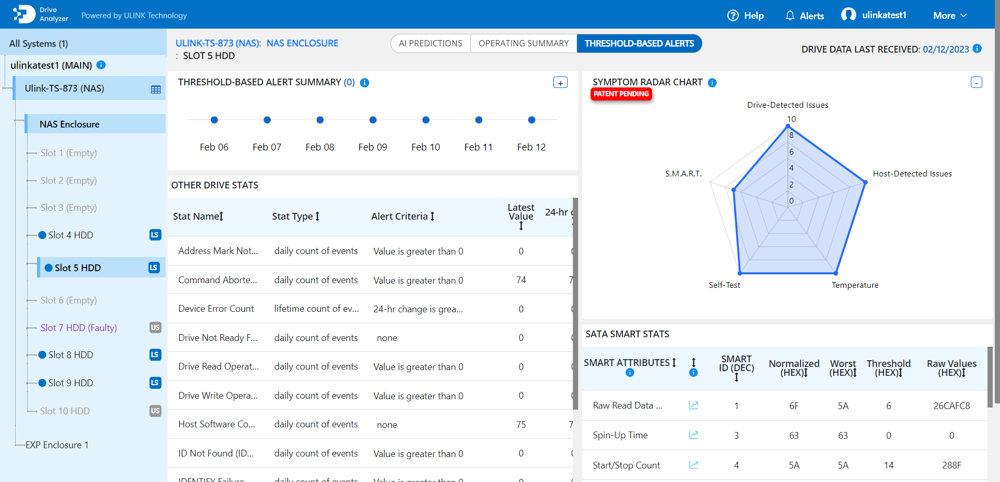 Drive
Analyzer
Powered by ULINK Technology
Help
Alerts
ulinkatest1
More
All Systems (1)
ulinkatest1 (MAIN)
Ulink-TS-873 (NAS)
NAS Enclosure
Slot 1 (Empty)
Slot 2 (Empty)
Slot 3 (Empty)
Slot 4 HDD LS
Slot 5 HDD LS
Slot 6 (Empty)
Slot 7 HDD (Faulty) US
Slot 8 HDD LS
Slot 9 HDD LS
Slot 10 HDD US
EXP Enclosure 1
ULINK-TS-873 (NAS): NAS ENCLOSURE
: SLOT 5 HDD
AI PREDICTIONS
OPERATING SUMMARY
THRESHOLD-BASED ALERTS
DRIVE DATA LAST RECEIVED: 02/12/2023
THRESHOLD-BASED ALERT SUMMARY (0)
+
Feb 06 Feb 07 Feb 08 Feb 09 Feb 10 Feb 11 Feb 12
OTHER DRIVE STATS
Stat Name Stat Type Alert Criteria Latest Value 24-hr
Address Mark Not... daily count of events Value is greater than 0 0
Command Aborte... daily count of events Value is greater than 0 74 7
Device Error Count lifetime count of ev... 24-hr change is grea... 0
Drive Not Ready F... daily count of events none 0
Drive Read Operat... daily count of events Value is greater than 0 0
Drive Write Opera... daily count of events Value is greater than 0 0
Host Software Co... daily count of events none 75 7
ID Not Found (ID... daily count of events Value is greater than 0 0
IDENTIFY Failure daily count of events Value is greater than 0 0
SYMPTOM RADAR CHART
-
PATENT PENDING
Drive-Detected Issues
10
8
6
4
2
0
S.M.A.R.T.
Host-Detected Issues
Self-Test
Temperature
SATA SMART STATS
SMART ATTRIBUTES SMART ID (DEC) Normalized (HEX) Worst (HEX) Threshold (HEX) Raw Values (HEX)
Raw Read Data ... 1 6F 5A 6 26CAFC8
Spin-Up Time 3 63 63 0 0
Start/Stop Count 4 5A 5A 14 288F